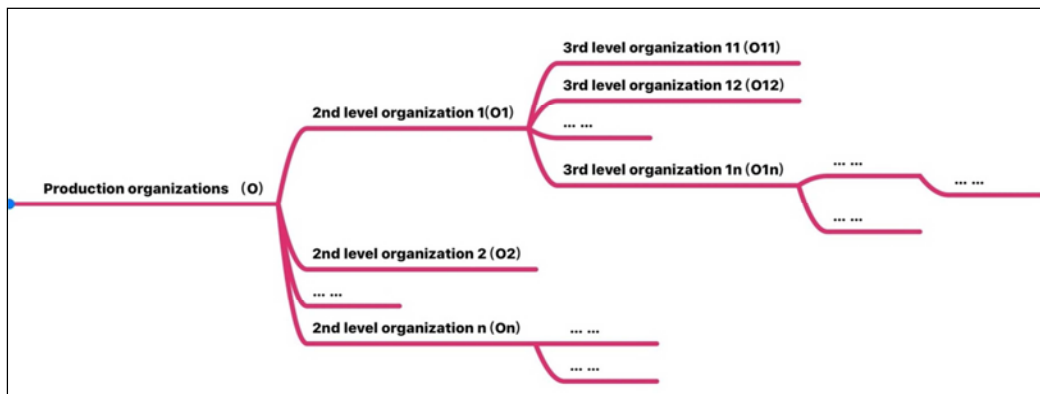 3rd level organization 11 (O11)
3rd level organization 12 (O12)
2nd level organization 1(O1)
... ...
3rd level organization 1n (O1n)
... ...
... ...
Production organizations (O)
... ...
2nd level organization 2 (O2)
... ...
2nd level organization n (On)
... ...
... ...